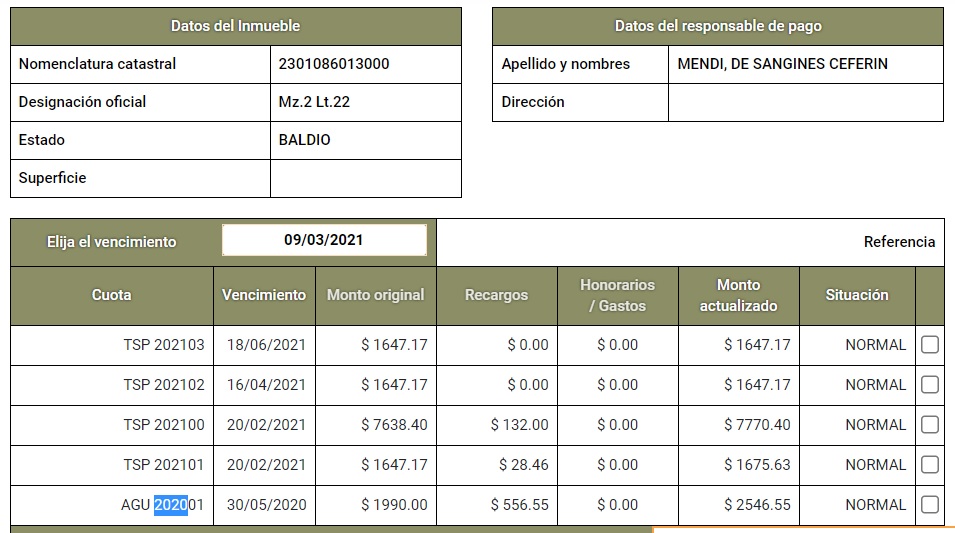 Datos del Inmueble
Nomenclatura catastral 2301086013000
Designación oficial Mz.2 Lt.22
Estado BALDIO
Superficie
Datos del responsable de pago
Apellido y nombres MENDI, DE SANGINES CEFERIN
Dirección
Elija el vencimiento 09/03/2021 Referencia
Cuota Vencimiento Monto original Recargos Honorarios / Gastos Monto actualizado Situación
TSP 202103 18/06/2021 $ 1647.17 $ 0.00 $ 0.00 $ 1647.17 NORMAL
TSP 202102 16/04/2021 $ 1647.17 $ 0.00 $ 0.00 $ 1647.17 NORMAL
TSP 202100 20/02/2021 $ 7638.40 $ 132.00 $ 0.00 $ 7770.40 NORMAL
TSP 202101 20/02/2021 $ 1647.17 $ 28.46 $ 0.00 $ 1675.63 NORMAL
AGU 202001 30/05/2020 $ 1990.00 $ 556.55 $ 0.00 $ 2546.55 NORMAL